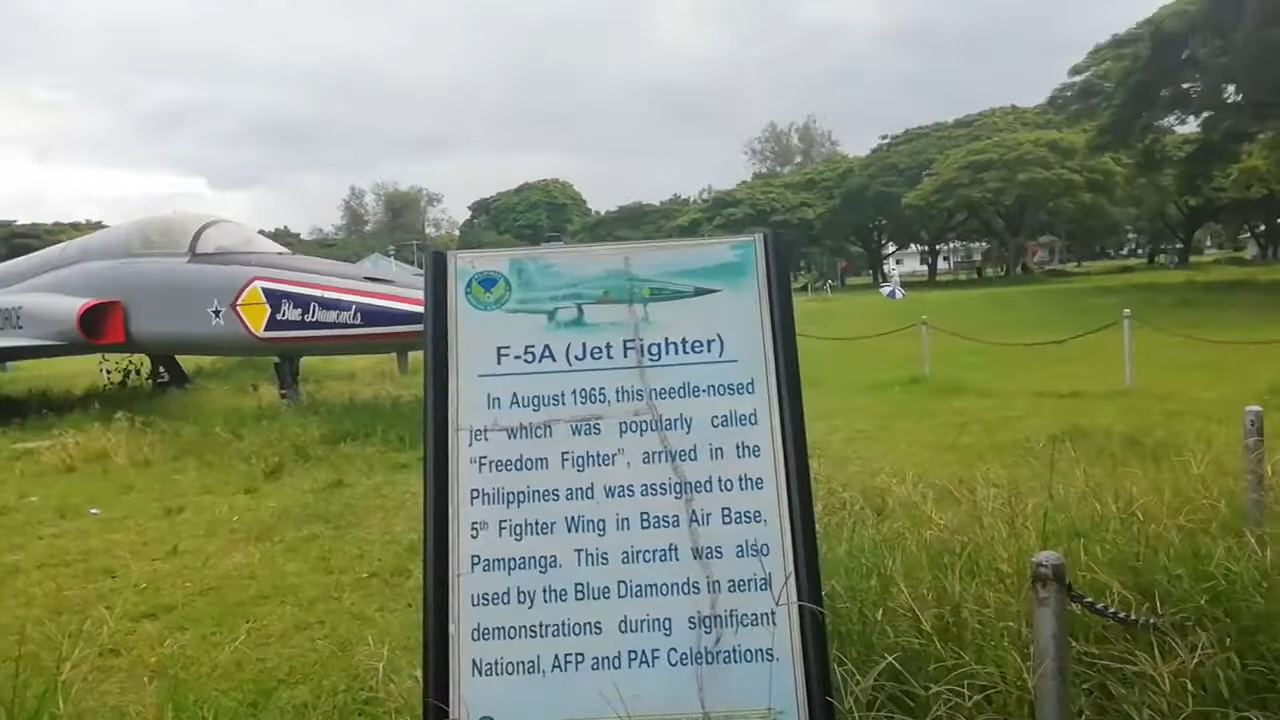 ORCE
Blue Diamonds
F-5A (Jet Fighter)
In August 1965, this needle-nosed
jet which was popularly called
“Freedom Fighter”, arrived in the
Philippines and was assigned to the
5th Fighter Wing in Basa Air Base,
Pampanga. This aircraft was also
used by the Blue Diamonds in aerial
demonstrations during significant
National, AFP and PAF Celebrations.